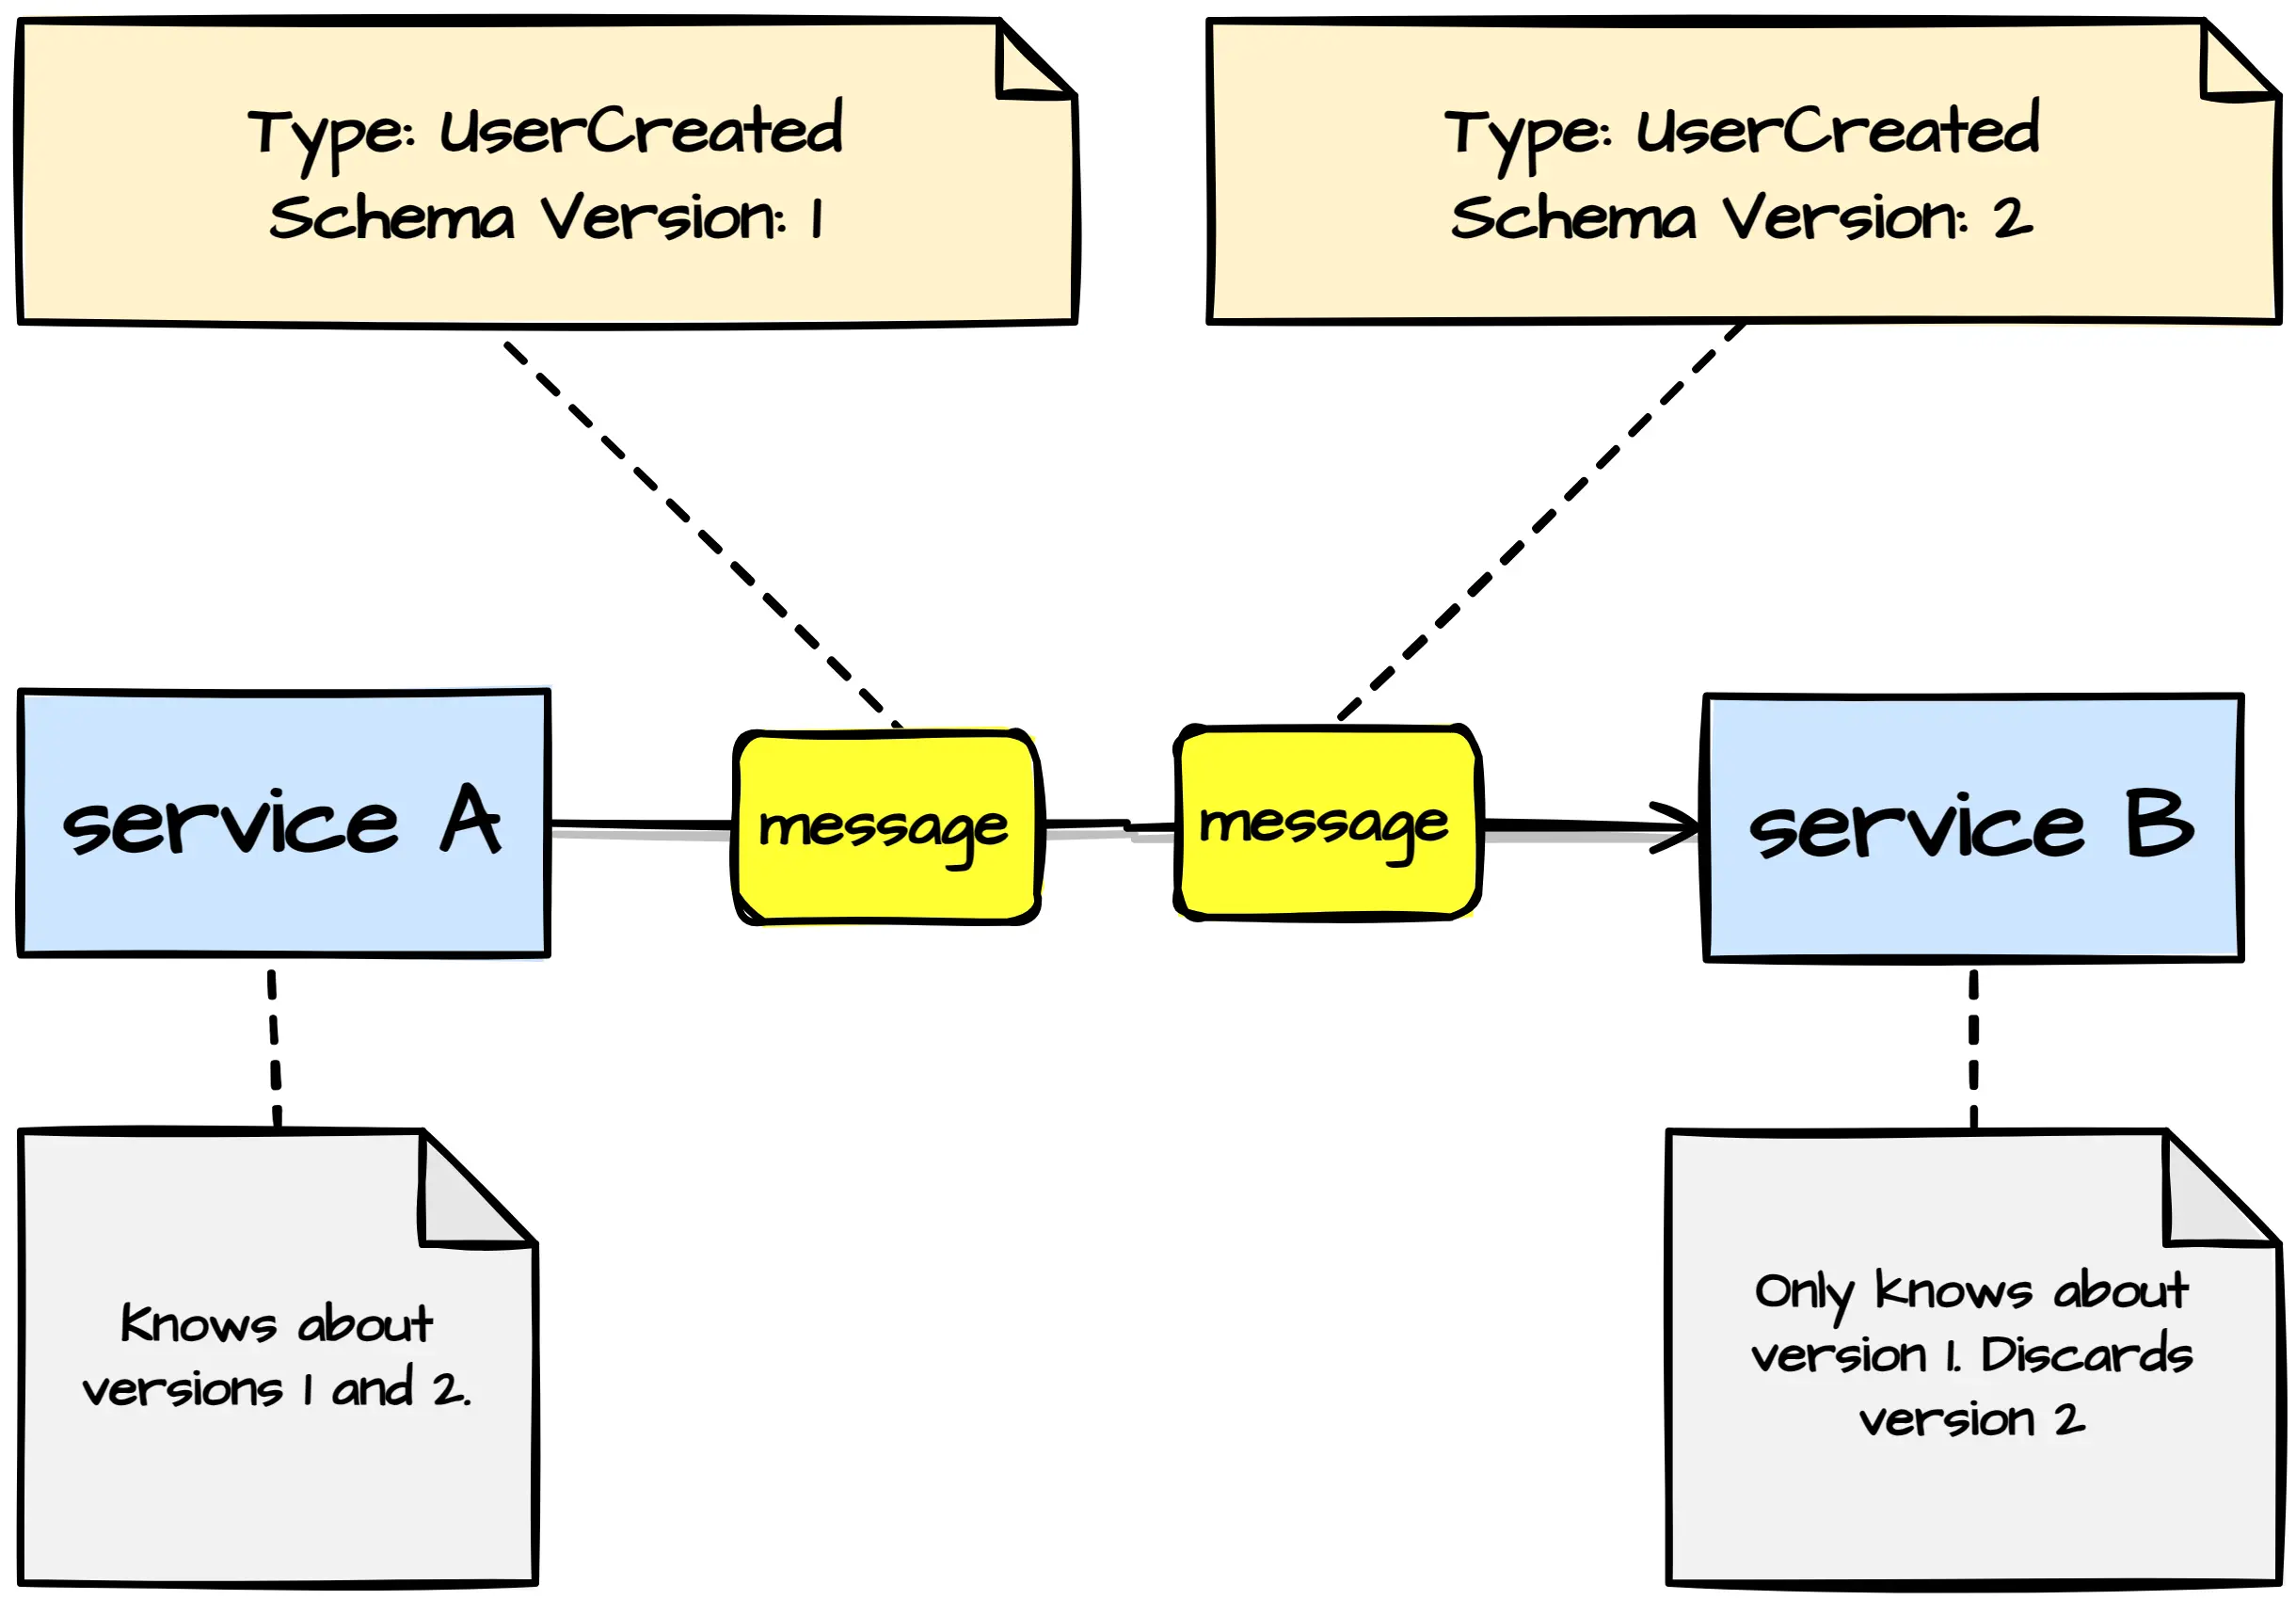 Type: UserCreated
Schema Version: 1
Type: UserCreated
Schema Version: 2
service A
message
message
service B
Knows about
versions 1 and 2.
Only knows about
version 1. Discards
version 2